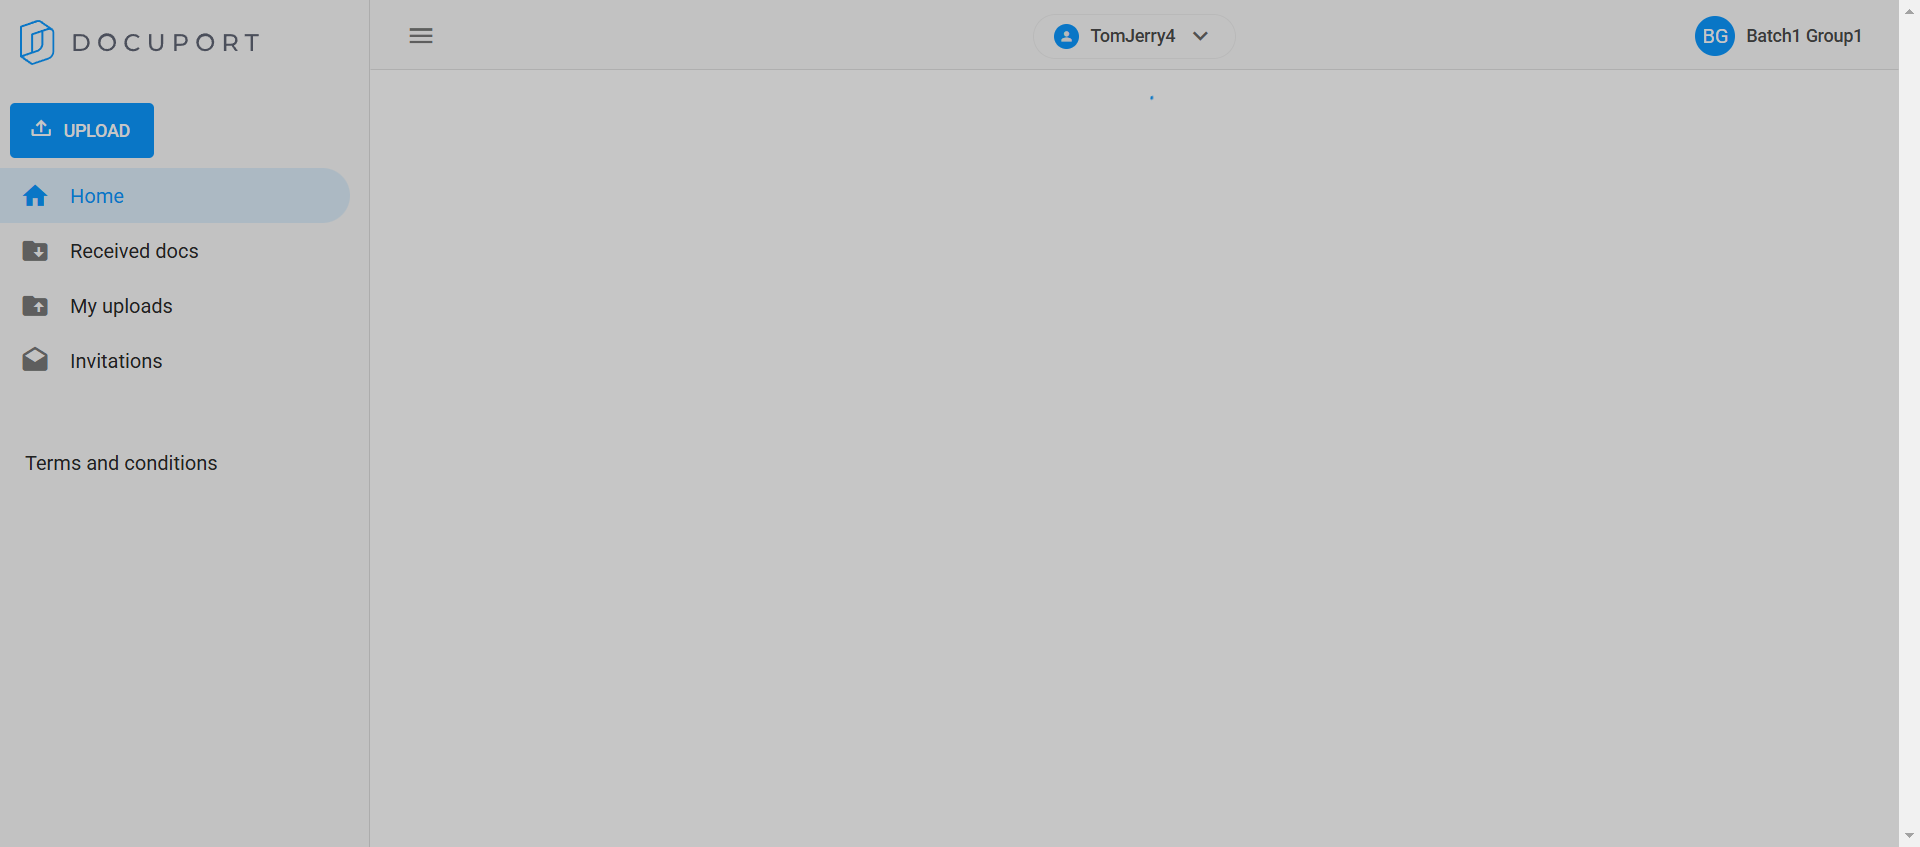 DOCUPORT
TomJerry4
BG
Batch1 Group1
UPLOAD
Home
Received docs
My uploads
Invitations
Terms and conditions